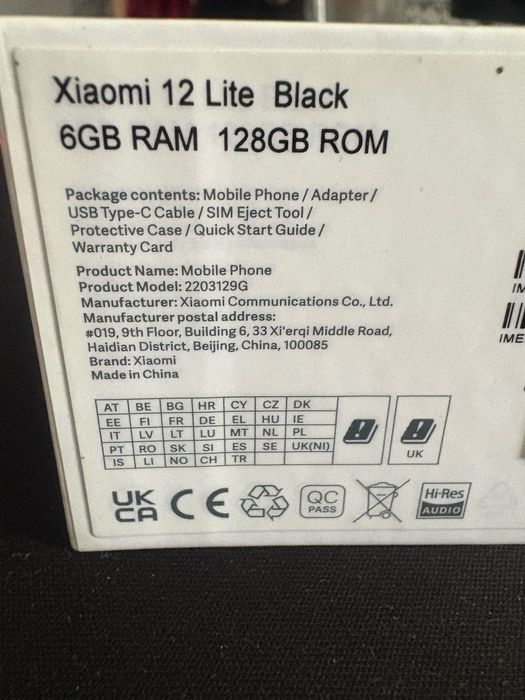 Xiaomi 12 Lite Black
6GB RAM 128GB ROM
Package contents: Mobile Phone / Adapter /
USB Type-C Cable / SIM Eject Tool /
Protective Case / Quick Start Guide /
Warranty Card
Product Name: Mobile Phone
Product Model: 2203129G
Manufacturer: Xiaomi Communications Co., Ltd.
Manufacturer postal address:
#019, 9th Floor, Building 6, 33 Xi'erqi Middle Road,
Haidian District, Beijing, China, 100085
Brand: Xiaomi
Made in China
IM
IME
AT BE BG HR CY CZ DK
EE FI FR DE EL HU IE
IT LV LT LU MT NL PL
PT RO SK SI ES SE UK(NI)
IS LI NO CH TR
UK
UK
CA
CE
QC
PASS
Hi-Res
AUDIO